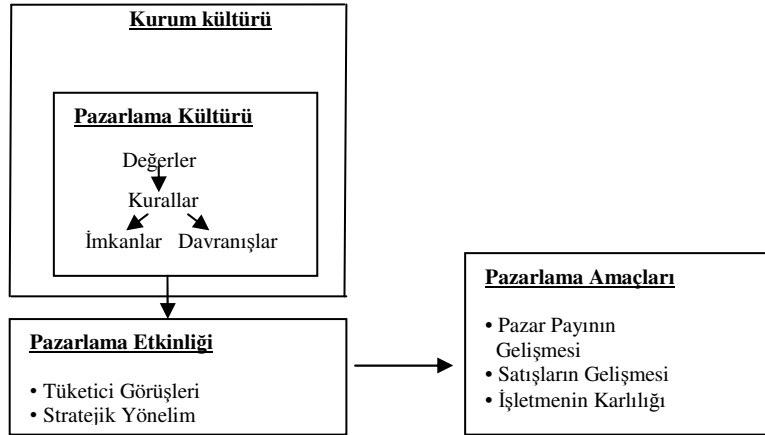 Kurum kültürü
Pazarlama Kültürü
Değerler
Kurallar
İmkanlar Davranışlar
Pazarlama Etkinliği
• Tüketici Görüşleri
• Stratejik Yönelim
Pazarlama Amaçları
• Pazar Payının
Gelişmesi
• Satışların Gelişmesi
• İşletmenin Karlılığı